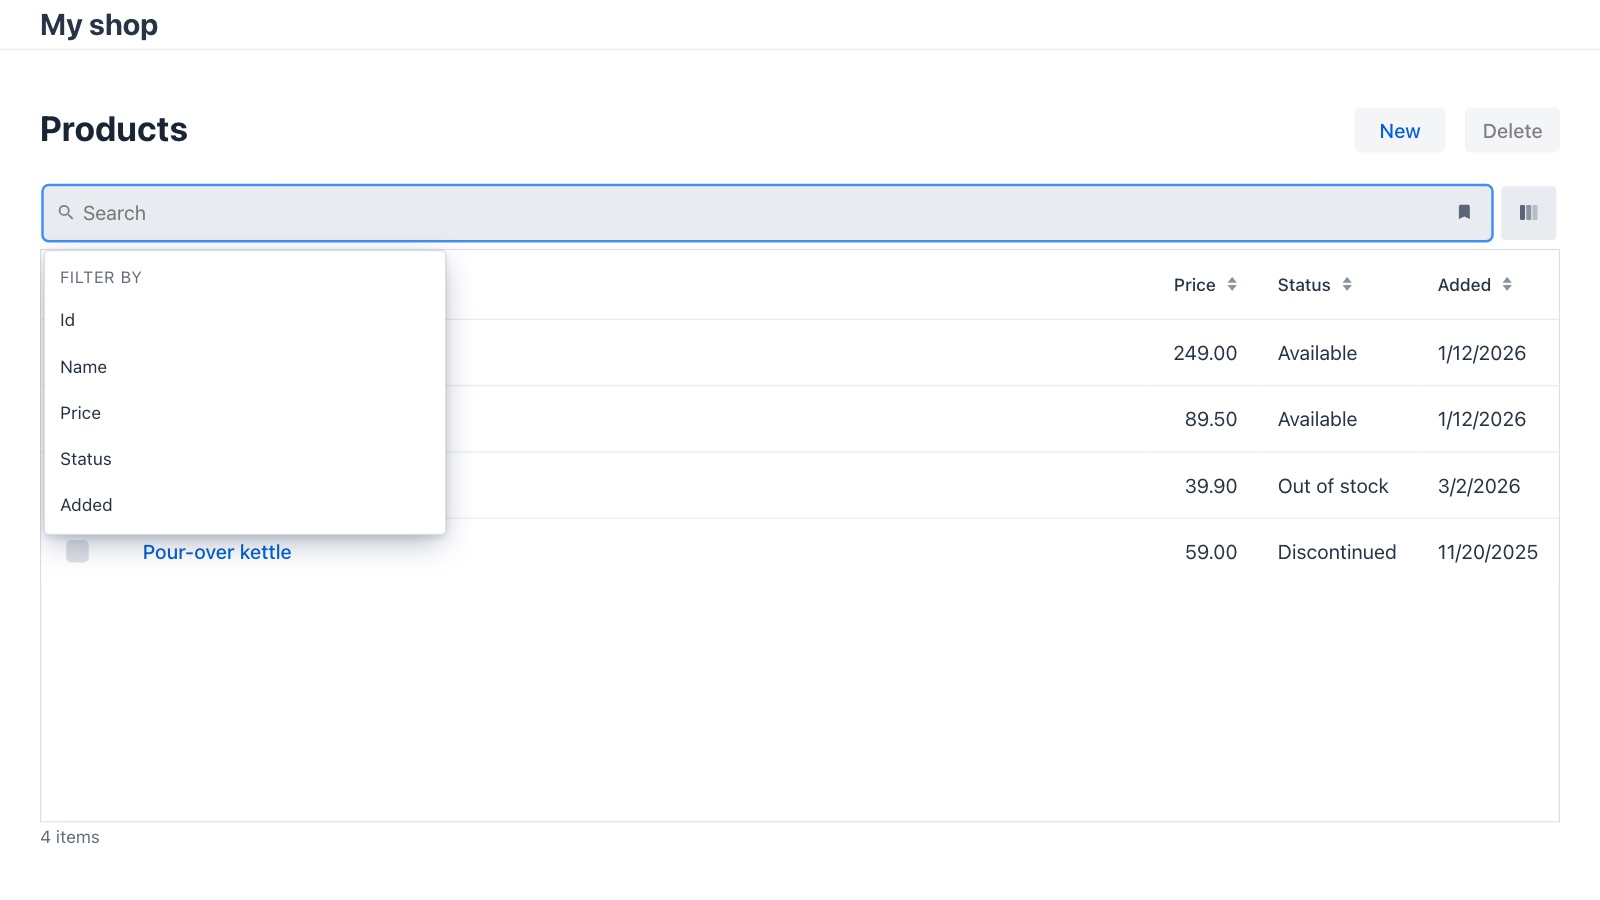 My shop
Products
New
Delete
Search
FILTER BY
Id
Name
Price
Status
Added
Price
Status
Added
249.00
Available
1/12/2026
89.50
Available
1/12/2026
39.90
Out of stock
3/2/2026
Pour-over kettle
59.00
Discontinued
11/20/2025
4 items